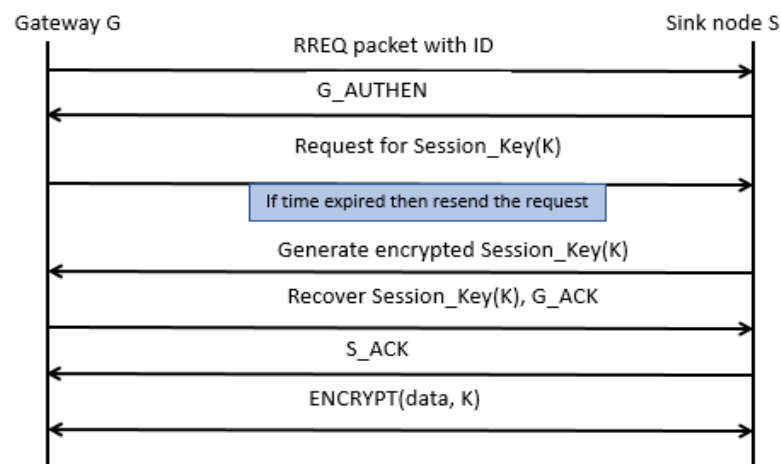 Gateway G
Sink node S
RREQ packet with ID
G_AUTHEN
Request for Session_Key(K)
If time expired then resend the request
Generate encrypted Session_Key(K)
Recover Session_Key(K), G_ACK
S_ACK
ENCRYPT(data, K)